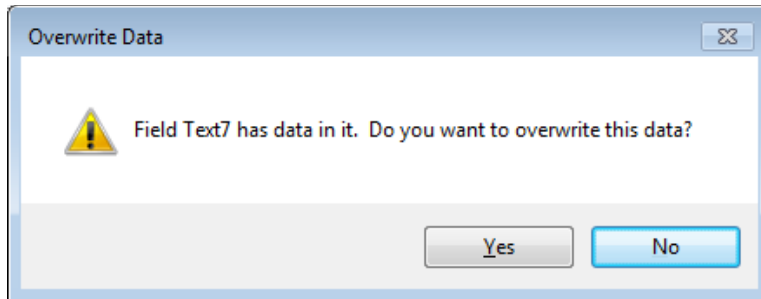 Overwrite Data
Field Text7 has data in it.  Do you want to overwrite this data?
Yes
No